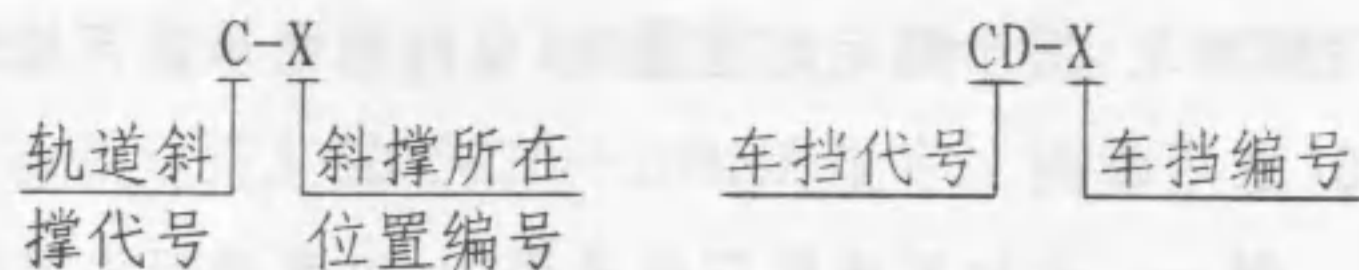 C-X
轨道斜
撑代号
斜撑所在
位置编号
CD-X
车挡代号
车挡编号